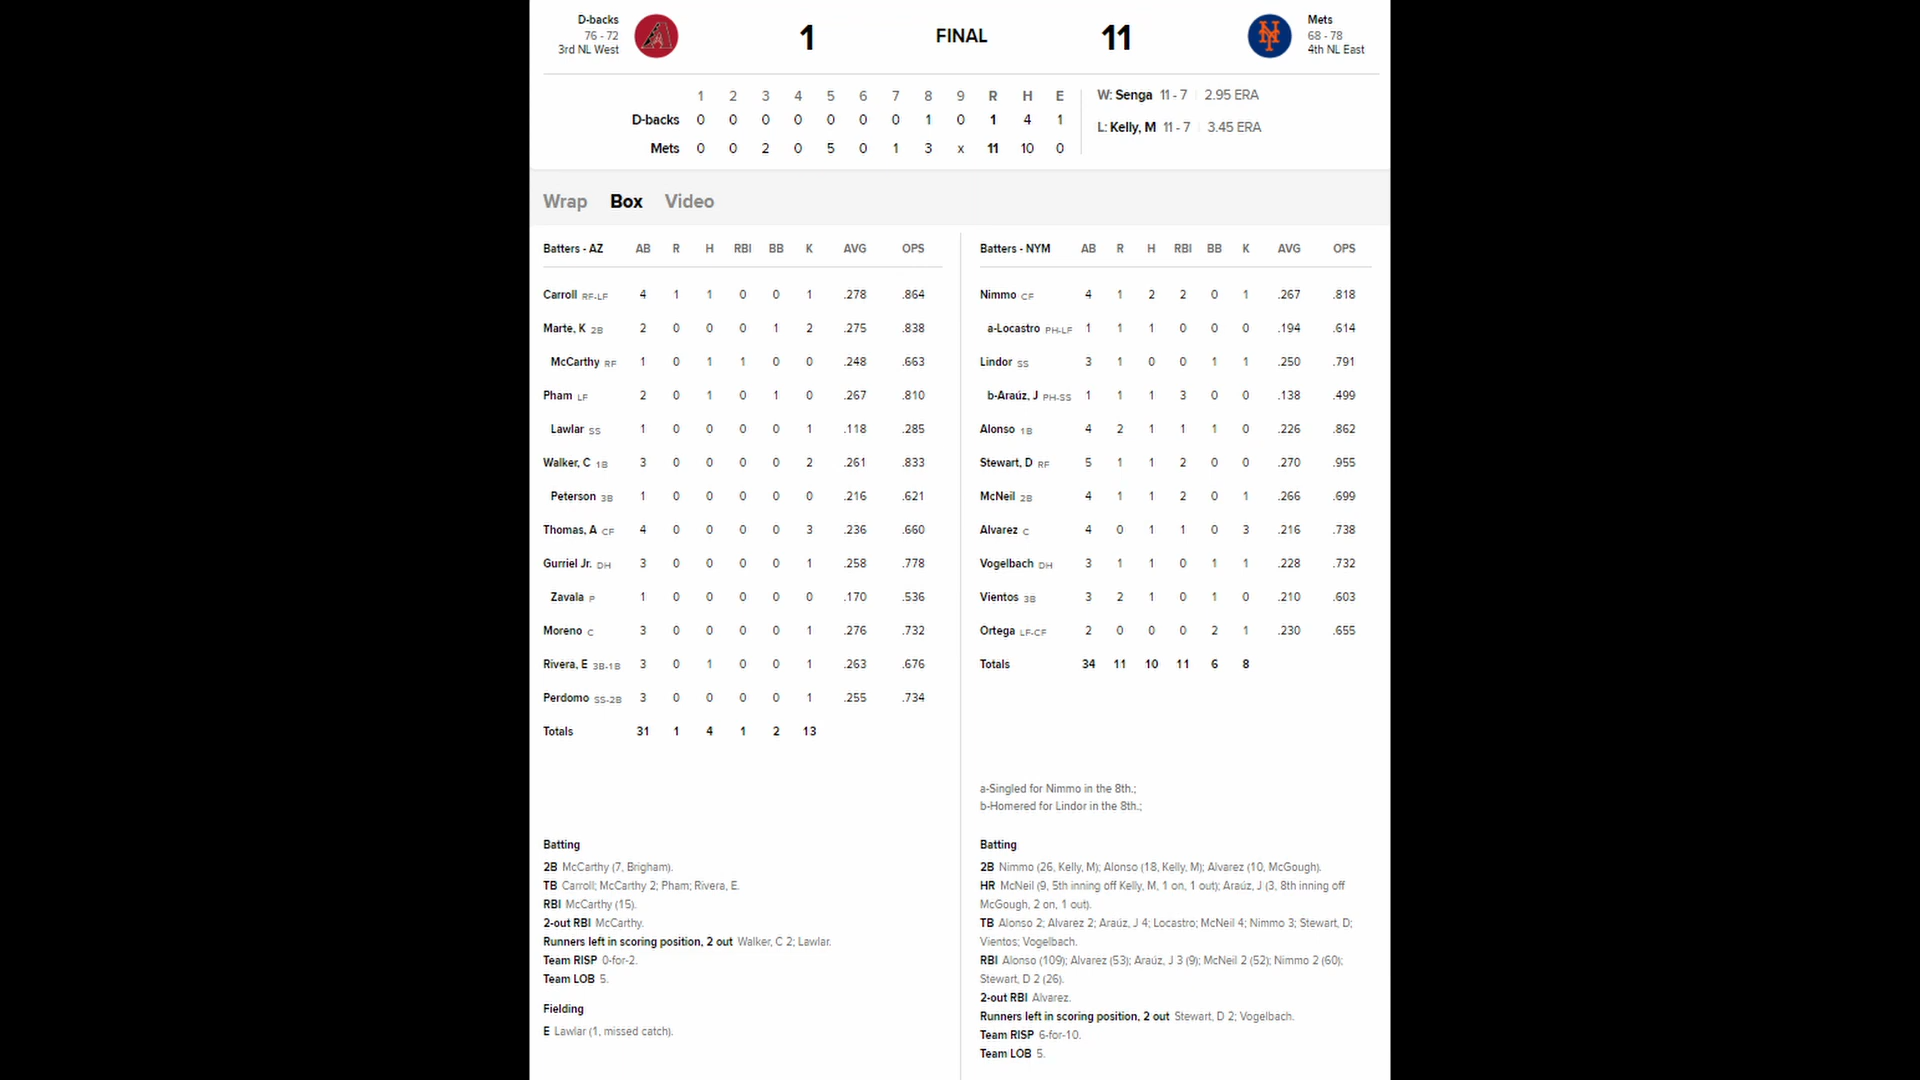 D-backs
76 - 72
3rd NL West
1
FINAL
11
Mets
68 - 78
4th NL East
1 2 3 4 5 6 7 8 9 R H E
D-backs 0 0 0 0 0 0 0 1 0 1 4 1
Mets 0 0 2 0 5 0 1 3 x 11 10 0
W: Senga 11 - 7 2.95 ERA
L: Kelly, M 11 - 7 3.45 ERA
Wrap Box Video
Batters - AZ AB R H RBI BB K AVG OPS
Carroll RF-LF 4 1 1 0 0 1 .278 .864
Marte, K 2B 2 0 0 0 1 2 .275 .838
McCarthy RF 1 0 1 1 0 0 .248 .663
Pham LF 2 0 1 0 1 0 .267 .810
Lawlar SS 1 0 0 0 0 1 .118 .285
Walker, C 1B 3 0 0 0 0 2 .261 .833
Peterson 3B 1 0 0 0 0 0 .216 .621
Thomas, A CF 4 0 0 0 0 3 .236 .660
Gurriel Jr. DH 3 0 0 0 0 1 .258 .778
Zavala P 1 0 0 0 0 0 .170 .536
Moreno C 3 0 0 0 0 1 .276 .732
Rivera, E 3B-1B 3 0 1 0 0 1 .263 .676
Perdomo SS-2B 3 0 0 0 0 1 .255 .734
Totals 31 1 4 1 2 13
Batting
2B McCarthy (7, Brigham).
TB Carroll; McCarthy 2; Pham; Rivera, E.
RBI McCarthy (15).
2-out RBI McCarthy.
Runners left in scoring position, 2 out Walker, C 2; Lawlar.
Team RISP 0-for-2.
Team LOB 5.
Fielding
E Lawlar (1, missed catch).
Batters - NYM AB R H RBI BB K AVG OPS
Nimmo CF 4 1 2 2 0 1 .267 .818
a-Locastro PH-LF 1 1 1 0 0 0 .194 .614
Lindor SS 3 1 0 0 1 1 .250 .791
b-Araúz, J PH-SS 1 1 1 3 0 0 .138 .499
Alonso 1B 4 2 1 1 1 0 .226 .862
Stewart, D RF 5 1 1 2 0 0 .270 .955
McNeil 2B 4 1 1 2 0 1 .266 .699
Alvarez C 4 0 1 1 0 3 .216 .738
Vogelbach DH 3 1 1 0 1 1 .228 .732
Vientos 3B 3 2 1 0 1 0 .210 .603
Ortega LF-CF 2 0 0 0 2 1 .230 .655
Totals 34 11 10 11 6 8
a-Singled for Nimmo in the 8th.;
b-Homered for Lindor in the 8th.;
Batting
2B Nimmo (26, Kelly, M); Alonso (18, Kelly, M); Alvarez (10, McGough).
HR McNeil (9, 5th inning off Kelly, M, 1 on, 1 out); Araúz, J (3, 8th inning off
McGough, 2 on, 1 out).
TB Alonso 2; Alvarez 2; Araúz, J 4; Locastro; McNeil 4; Nimmo 3; Stewart, D;
Vientos; Vogelbach.
RBI Alonso (109); Alvarez (53); Araúz, J 3 (9); McNeil 2 (52); Nimmo 2 (60);
Stewart, D 2 (26).
2-out RBI Alvarez.
Runners left in scoring position, 2 out Stewart, D 2; Vogelbach.
Team RISP 6-for-10.
Team LOB 5.